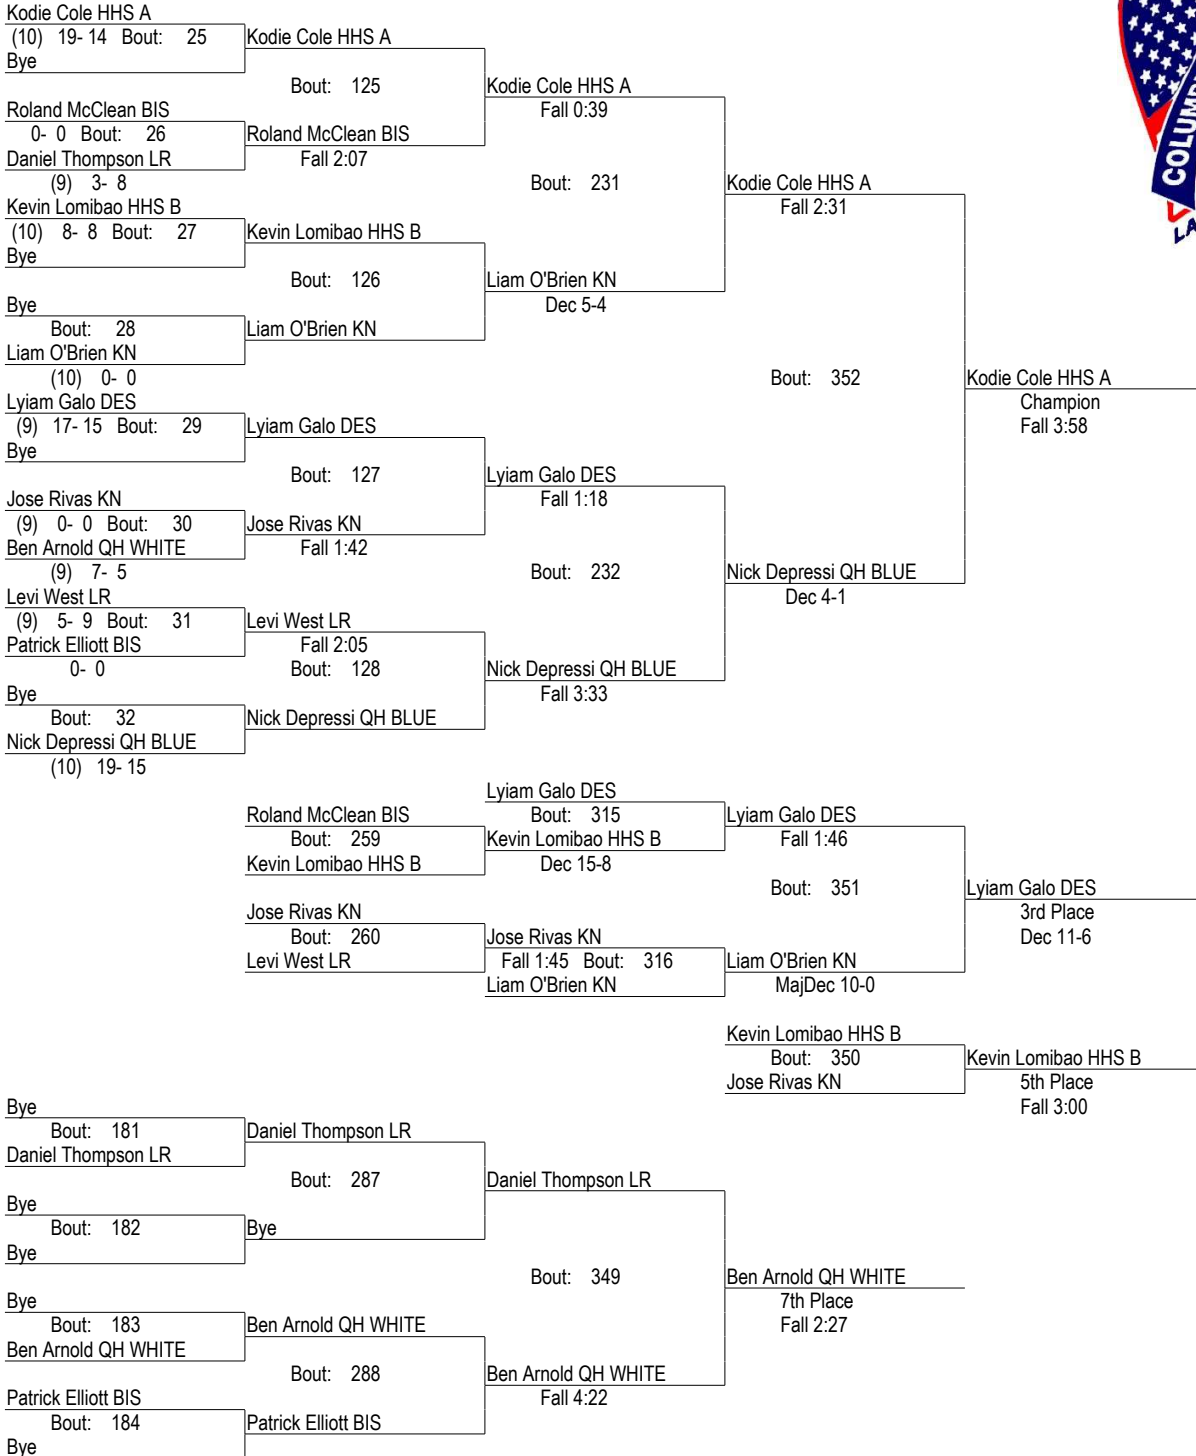 Kodie Cole HHS A
(10) 19- 14 Bout: 25 Kodie Cole HHS A
Bye
Bout: 125 Kodie Cole HHS A
Roland McClean BIS Fall 0:39
0- 0 Bout: 26 Roland McClean BIS
Daniel Thompson LR Fall 2:07
(9) 3- 8 Bout: 231 Kodie Cole HHS A
Kevin Lomibao HHS B Fall 2:31
(10) 8- 8 Bout: 27 Kevin Lomibao HHS B
Bye
Bout: 126 Liam O'Brien KN
Bye Dec 5-4
Bout: 28 Liam O'Brien KN
Liam O'Brien KN
(10) 0- 0 Bout: 352 Kodie Cole HHS A
Lyiam Galo DES Champion
(9) 17- 15 Bout: 29 Lyiam Galo DES Fall 3:58
Bye
Bout: 127 Lyiam Galo DES
Jose Rivas KN Fall 1:18
(9) 0- 0 Bout: 30 Jose Rivas KN
Ben Arnold QH WHITE Fall 1:42
(9) 7- 5 Bout: 232 Nick Depressi QH BLUE
Levi West LR Dec 4-1
(9) 5- 9 Bout: 31 Levi West LR
Patrick Elliott BIS Fall 2:05
0- 0 Bout: 128 Nick Depressi QH BLUE
Bye Fall 3:33
Bout: 32 Nick Depressi QH BLUE
Nick Depressi QH BLUE
(10) 19- 15
Lyiam Galo DES
Roland McClean BIS Bout: 315 Lyiam Galo DES
Bout: 259 Kevin Lomibao HHS B Fall 1:46
Kevin Lomibao HHS B Dec 15-8
Bout: 351 Lyiam Galo DES
Jose Rivas KN 3rd Place
Bout: 260 Jose Rivas KN Dec 11-6
Levi West LR Fall 1:45 Bout: 316 Liam O'Brien KN
Liam O'Brien KN MajDec 10-0
Kevin Lomibao HHS B
Bout: 350 Kevin Lomibao HHS B
Jose Rivas KN 5th Place
Bye Fall 3:00
Bout: 181 Daniel Thompson LR
Daniel Thompson LR
Bout: 287 Daniel Thompson LR
Bye
Bout: 182 Bye
Bye
Bout: 349 Ben Arnold QH WHITE
Bye 7th Place
Bout: 183 Ben Arnold QH WHITE Fall 2:27
Ben Arnold QH WHITE
Bout: 288 Ben Arnold QH WHITE
Patrick Elliott BIS Fall 4:22
Bout: 184 Patrick Elliott BIS
Bye